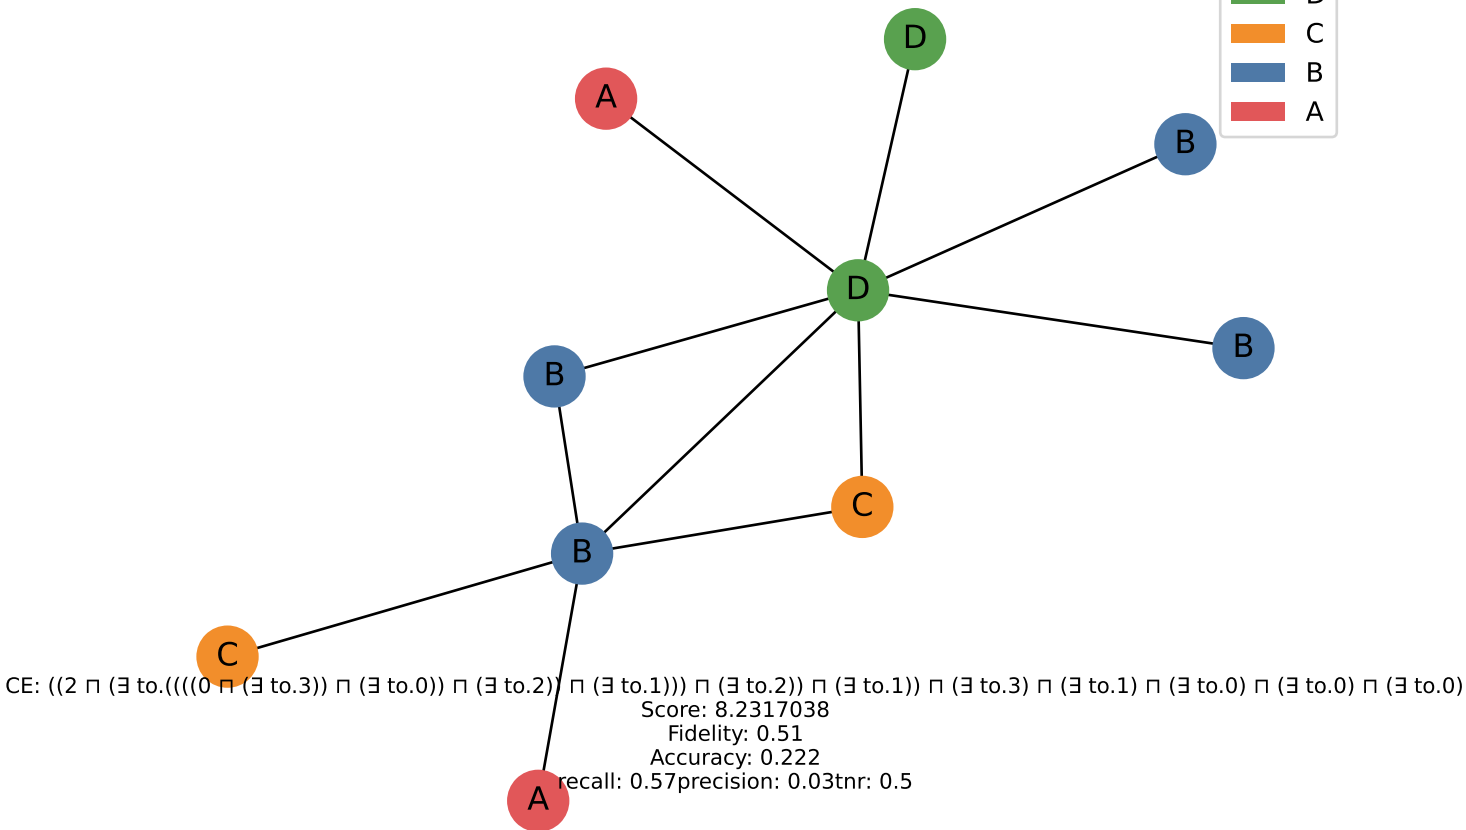 D
C
B
A
D
A
B
D
B
B
C
B
C
CE: ((2 ⊓ (∃ to.((((0 ⊓ (∃ to.3)) ⊓ (∃ to.0)) ⊓ (∃ to.2)) ⊓ (∃ to.1))) ⊓ (∃ to.2)) ⊓ (∃ to.1)) ⊓ (∃ to.3) ⊓ (∃ to.1) ⊓ (∃ to.0) ⊓ (∃ to.0) ⊓ (∃ to.0)
Score: 8.2317038
Fidelity: 0.51
Accuracy: 0.222
recall: 0.57precision: 0.03tnr: 0.5
A